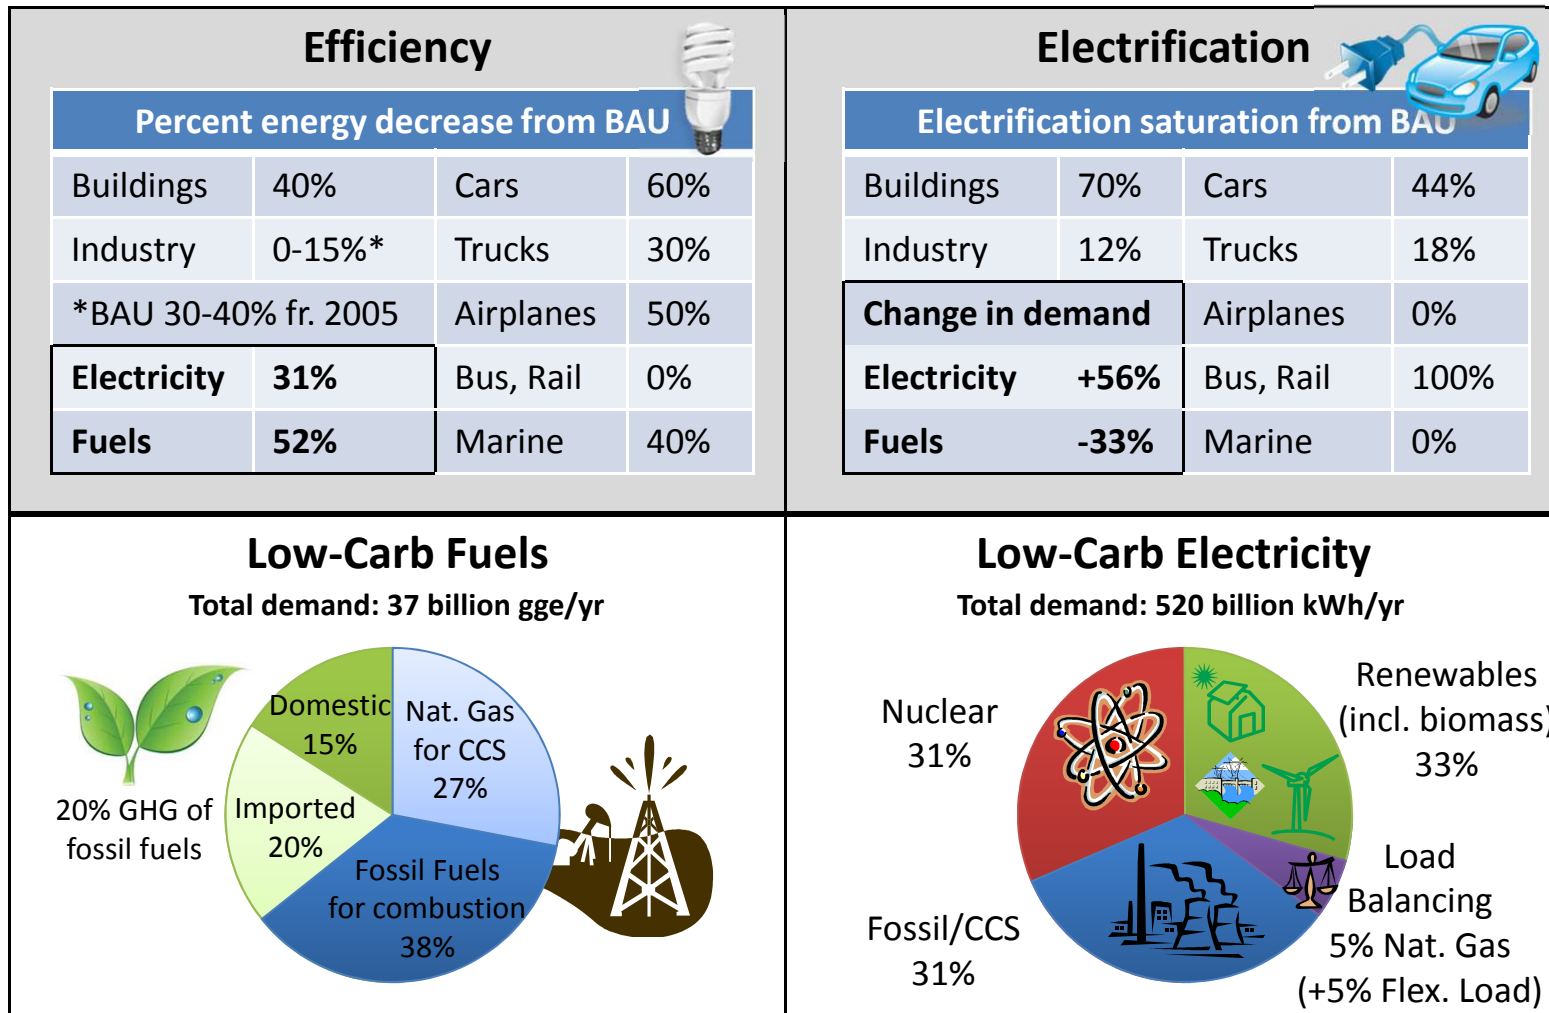 Efficiency
Percent energy decrease from BAU
Buildings 40% Cars 60%
Industry 0-15%* Trucks 30%
*BAU 30-40% fr. 2005 Airplanes 50%
Electricity 31% Bus, Rail 0%
Fuels 52% Marine 40%
Electrification
Electrification saturation from BAU
Buildings 70% Cars 44%
Industry 12% Trucks 18%
Change in demand Airplanes 0%
Electricity +56% Bus, Rail 100%
Fuels -33% Marine 0%
Low-Carb Fuels
Total demand: 37 billion gge/yr
20% GHG of
fossil fuels
Domestic
15%
Nat. Gas
for CCS
27%
Imported
20%
Fossil Fuels
for combustion
38%
Low-Carb Electricity
Total demand: 520 billion kWh/yr
Nuclear
31%
Renewables
(incl. biomass)
33%
Fossil/CCS
31%
Load
Balancing
5% Nat. Gas
(+5% Flex. Load)